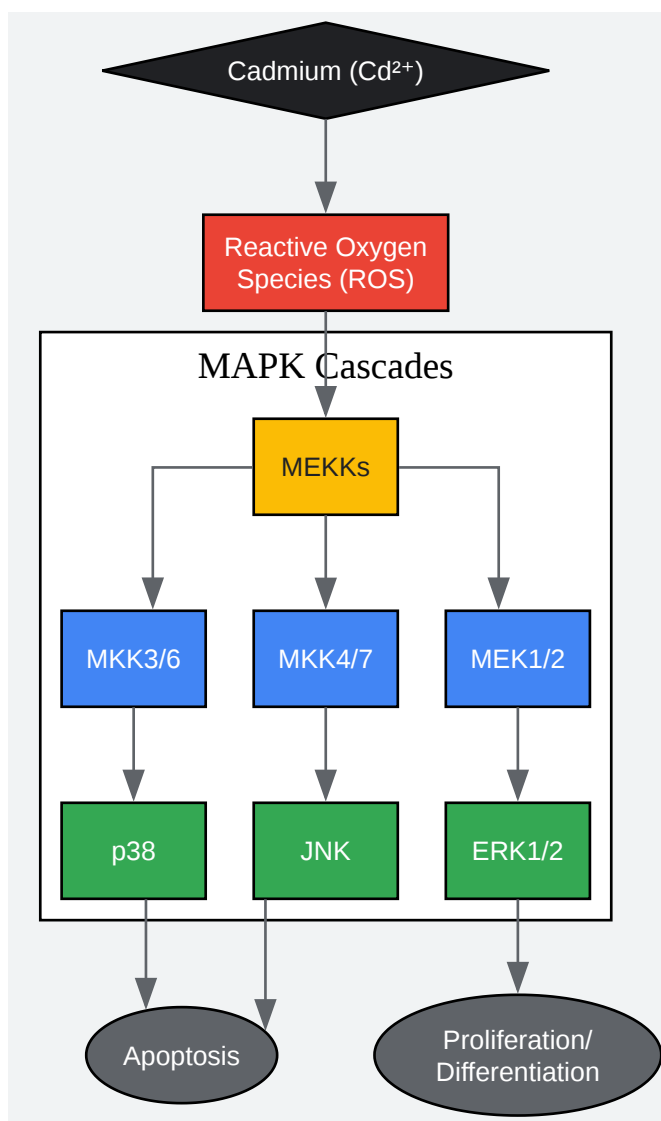 Cadmium (Cd²⁺)
Reactive Oxygen
Species (ROS)
MAPK Cascades
MEKKs
MKK3/6
MKK4/7
MEK1/2
p38
JNK
ERK1/2
Apoptosis
Proliferation/
Differentiation